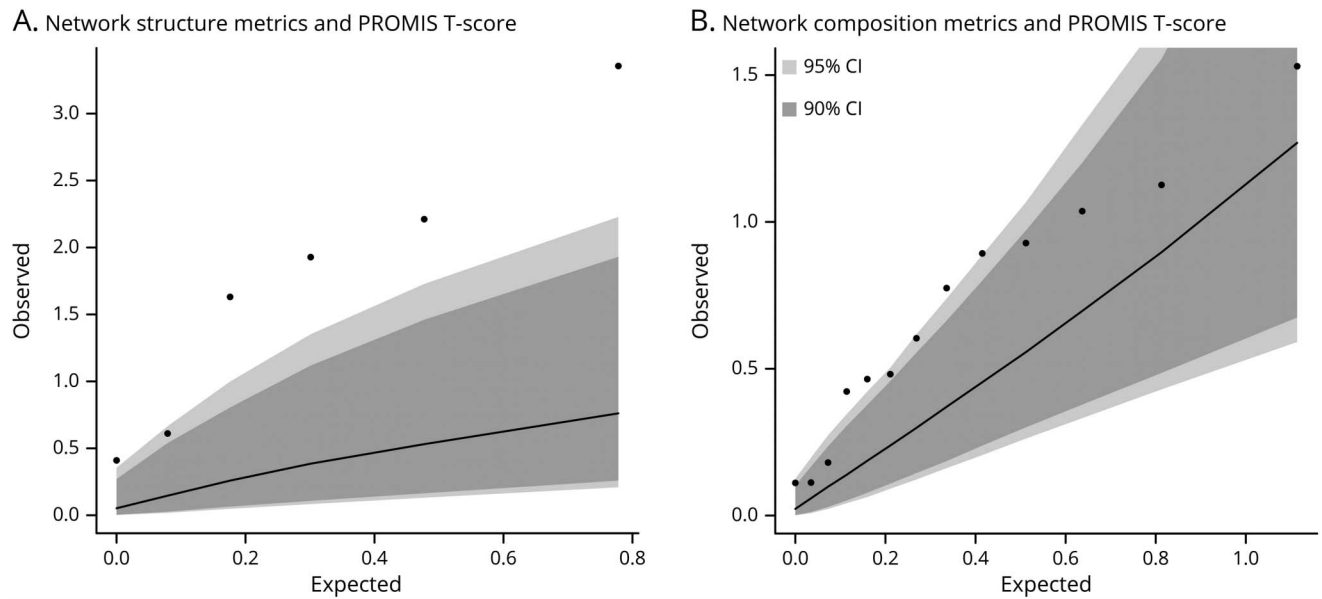 A. Network structure metrics and PROMIS T-score
3.0
2.5
2.0
1.5
1.0
0.5
0.0
Observed
0.0 0.2 0.4 0.6 0.8
Expected
B. Network composition metrics and PROMIS T-score
95% CI
90% CI
1.5
1.0
0.5
0.0
Observed
0.0 0.2 0.4 0.6 0.8 1.0
Expected